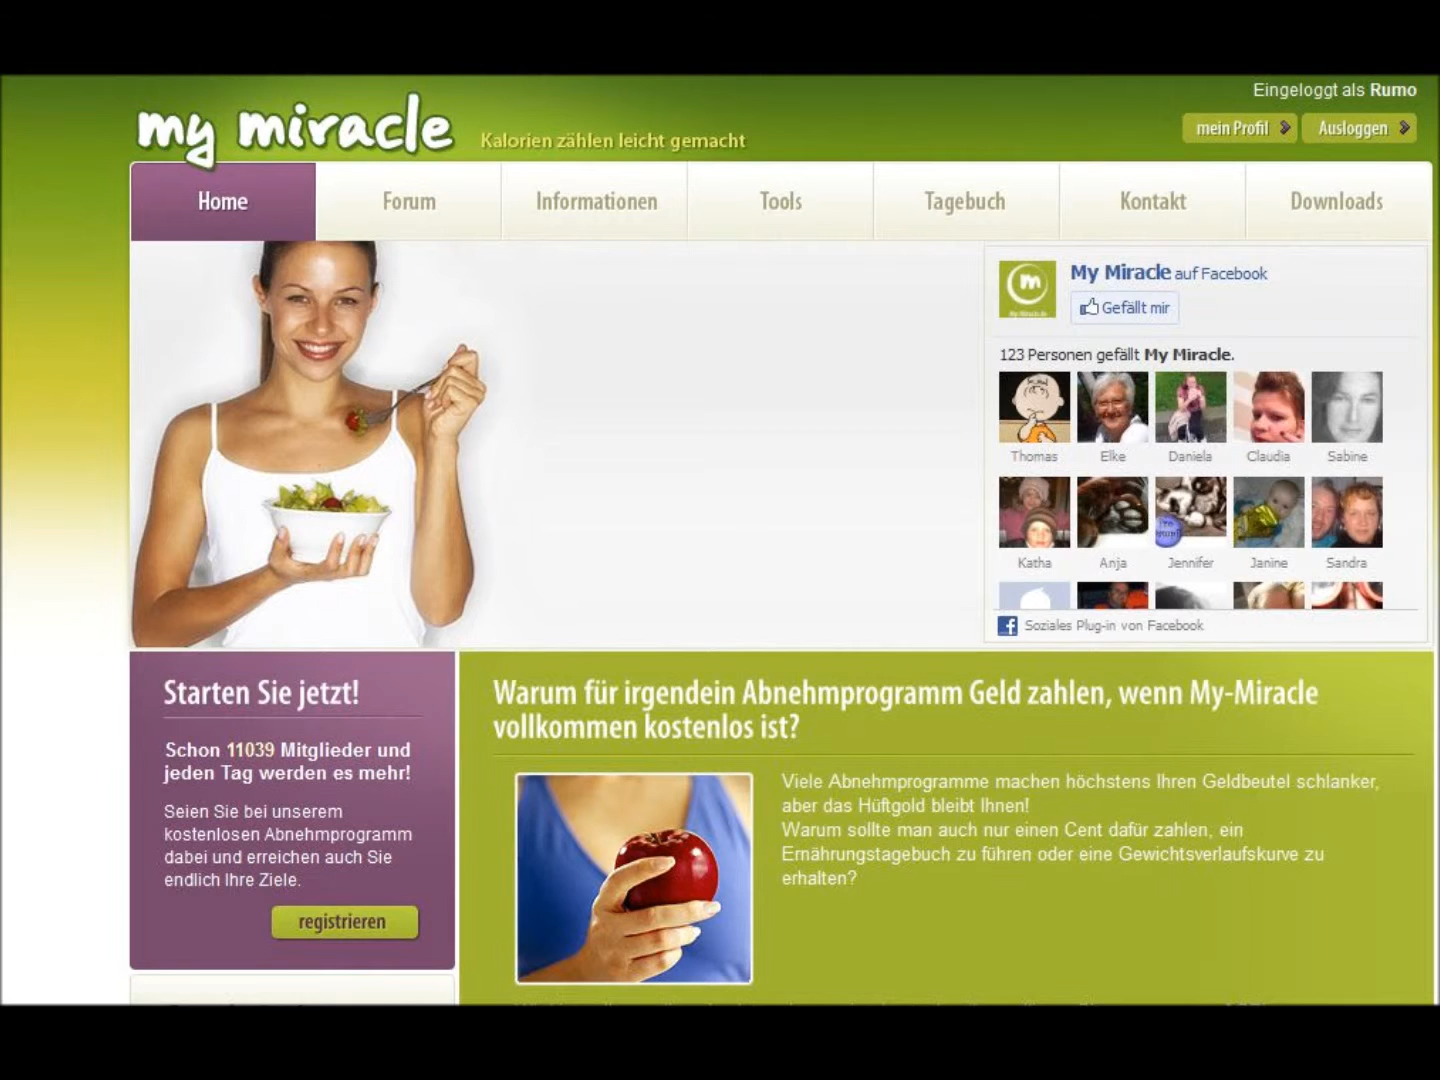 Eingeloggt als Rumo
my miracle
Kalorien zählen leicht gemacht
mein Profil
Ausloggen
Home
Forum
Informationen
Tools
Tagebuch
Kontakt
Downloads
My Miracle auf Facebook
Gefällt mir
123 Personen gefällt My Miracle.
Thomas
Elke
Daniela
Claudia
Sabine
Katha
Anja
Jennifer
Janine
Sandra
Soziales Plug-in von Facebook
Starten Sie jetzt!
Schon 11039 Mitglieder und
jeden Tag werden es mehr!
Seien Sie bei unserem
kostenlosen Abnehmprogramm
dabei und erreichen auch Sie
endlich Ihre Ziele.
registrieren
Warum für irgendein Abnehmprogramm Geld zahlen, wenn My-Miracle
vollkommen kostenlos ist?
Viele Abnehmprogramme machen höchstens Ihren Geldbeutel schlanker,
aber das Hüftgold bleibt Ihnen!
Warum sollte man auch nur einen Cent dafür zahlen, ein
Ernährungstagebuch zu führen oder eine Gewichtsverlaufskurve zu
erhalten?